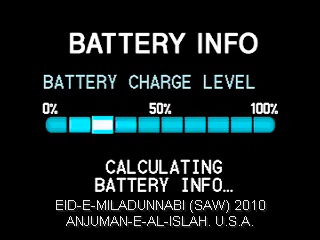 BATTERY INFO
BATTERY CHARGE LEVEL
0% 50% 100%
CALCULATING
BATTERY INFO...
EID-E-MILADUNNABI (SAW) 2010
ANJUMAN-E-AL-ISLAH. U.S.A.